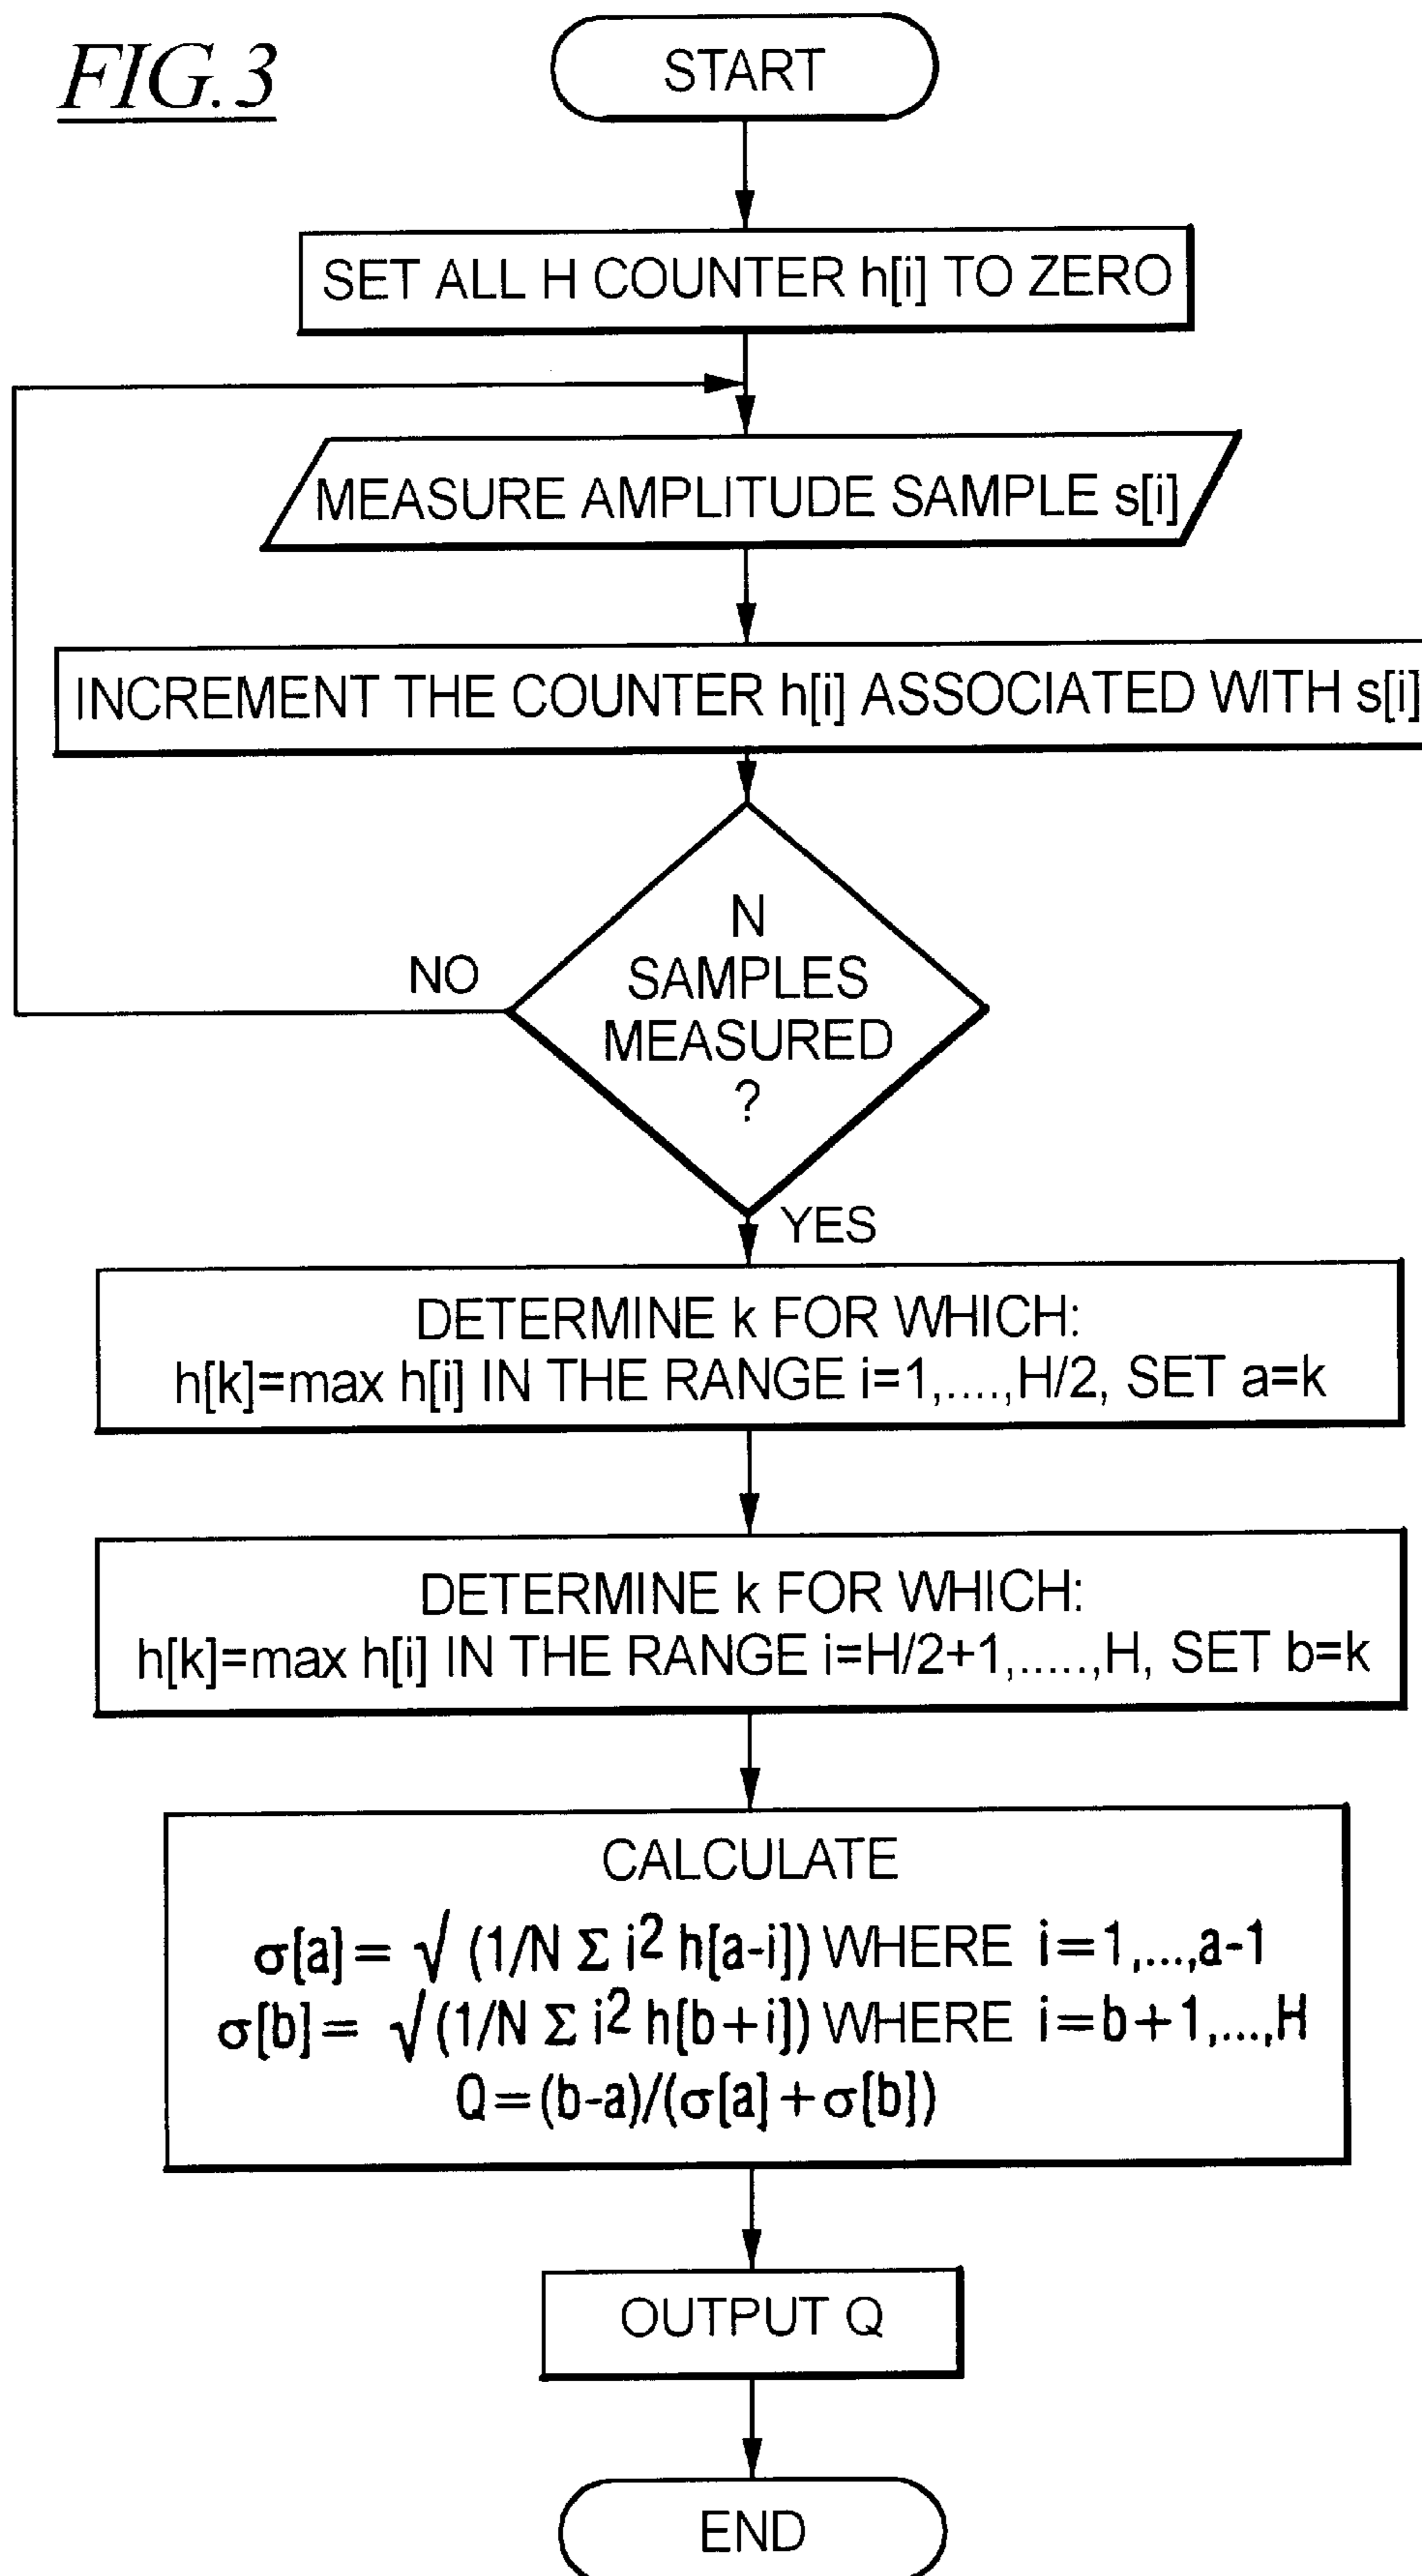 FIG. 3
START
SET ALL H COUNTER h[i] TO ZERO
MEASURE AMPLITUDE SAMPLE s[i]
INCREMENT THE COUNTER h[i] ASSOCIATED WITH s[i]
N
SAMPLES
MEASURED
?
NO
YES
DETERMINE k FOR WHICH:
h[k]=max h[i] IN THE RANGE i=1,....,H/2, SET a=k
DETERMINE k FOR WHICH:
h[k]=max h[i] IN THE RANGE i=H/2+1,.....,H, SET b=k
CALCULATE
σ[a]= √ (1/N Σ i² h[a-i]) WHERE i=1,...,a-1
σ[b]= √(1/N Σ i² h[b+i]) WHERE i=b+1,...,H
Q=(b-a)/(σ[a]+σ[b])
OUTPUT Q
END